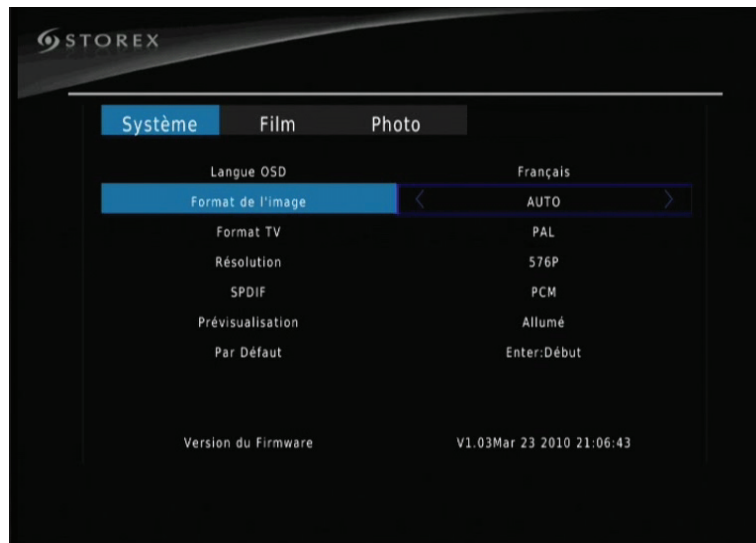 STOREX
Système Film Photo
Langue OSD Français
Format de l'image AUTO
Format TV PAL
Résolution 576P
SPDIF PCM
Prévisualisation Allumé
Par Défaut Enter:Début
Version du Firmware V1.03Mar 23 2010 21:06:43